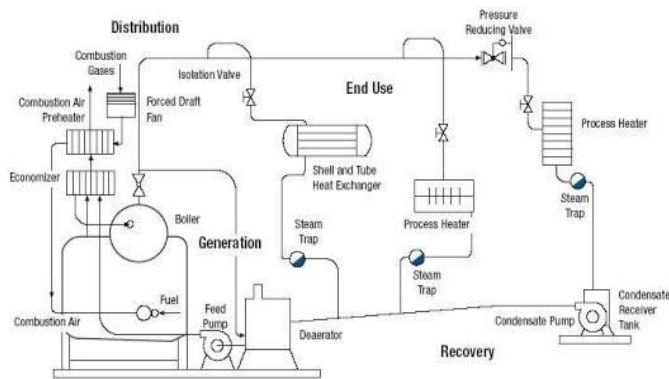 Distribution
Pressure
Reducing Valve
Combustion
Gases
Isolation Valve
End Use
Combustion Air
Preheater
Forced Draft
Fan
Process Heater
Shell and Tube
Heat Exchanger
Economizer
Steam
Trap
Boiler
Process Heater
Generation
Steam
Trap
Steam
Trap
Fuel
Feed
Pump
Combustion Air
Deaerator
Condensate Pump
Condensate
Receiver
Tank
Recovery